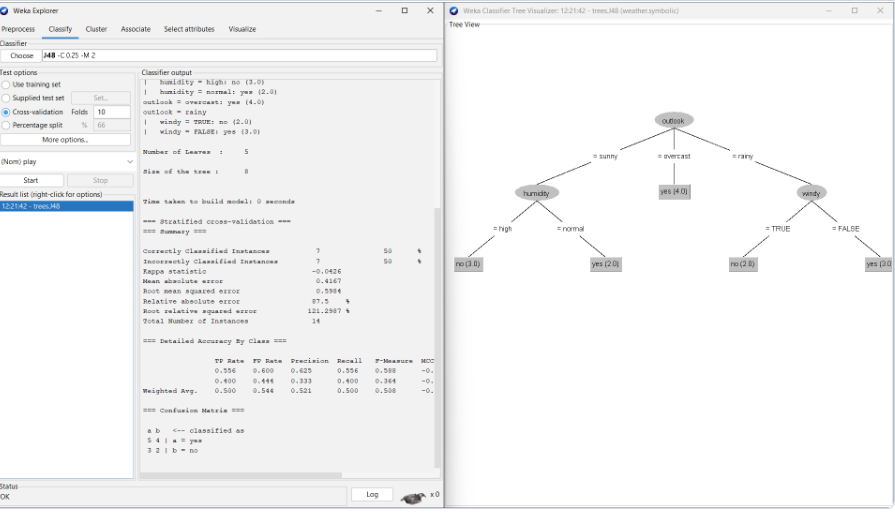 Weka Explorer
Preprocess Classify Cluster Associate Select attributes Visualize
Classifier
Choose J48 -C 0.25 -M 2
Test options
Use training set
Supplied test set Set...
Cross-validation Folds 10
Percentage split % 66
More options...
(Nom) play
Start Stop
Result list (right-click for options)
12:21:42 - trees.J48
Classifier output
| humidity = high: no (3.0)
| humidity = normal: yes (2.0)
outlook = overcast: yes (4.0)
outlook = rainy
| windy = TRUE: no (2.0)
| windy = FALSE: yes (3.0)
Number of Leaves : 5
Size of the tree : 8
Time taken to build model: 0 seconds
=== Stratified cross-validation ===
=== Summary ===
Correctly Classified Instances 7 50 %
Incorrectly Classified Instances 7 50 %
Kappa statistic -0.0426
Mean absolute error 0.4167
Root mean squared error 0.5984
Relative absolute error 87.5 %
Root relative squared error 121.2987 %
Total Number of Instances 14
=== Detailed Accuracy By Class ===
TP Rate FP Rate Precision Recall F-Measure MCC
0.556 0.600 0.625 0.556 0.588 -0.
0.400 0.444 0.333 0.400 0.364 -0.
Weighted Avg. 0.500 0.544 0.521 0.500 0.508 -0.
=== Confusion Matrix ===
a b <-- classified as
5 4 | a = yes
3 2 | b = no
Status
OK
Log
x 0
Weka Classifier Tree Visualizer: 12:21:42 - trees.J48 (weather.symbolic)
Tree View
outlook
= sunny = overcast = rainy
humidity yes (4.0) windy
= high = normal = TRUE = FALSE
no (3.0) yes (2.0) no (2.0) yes (3.0